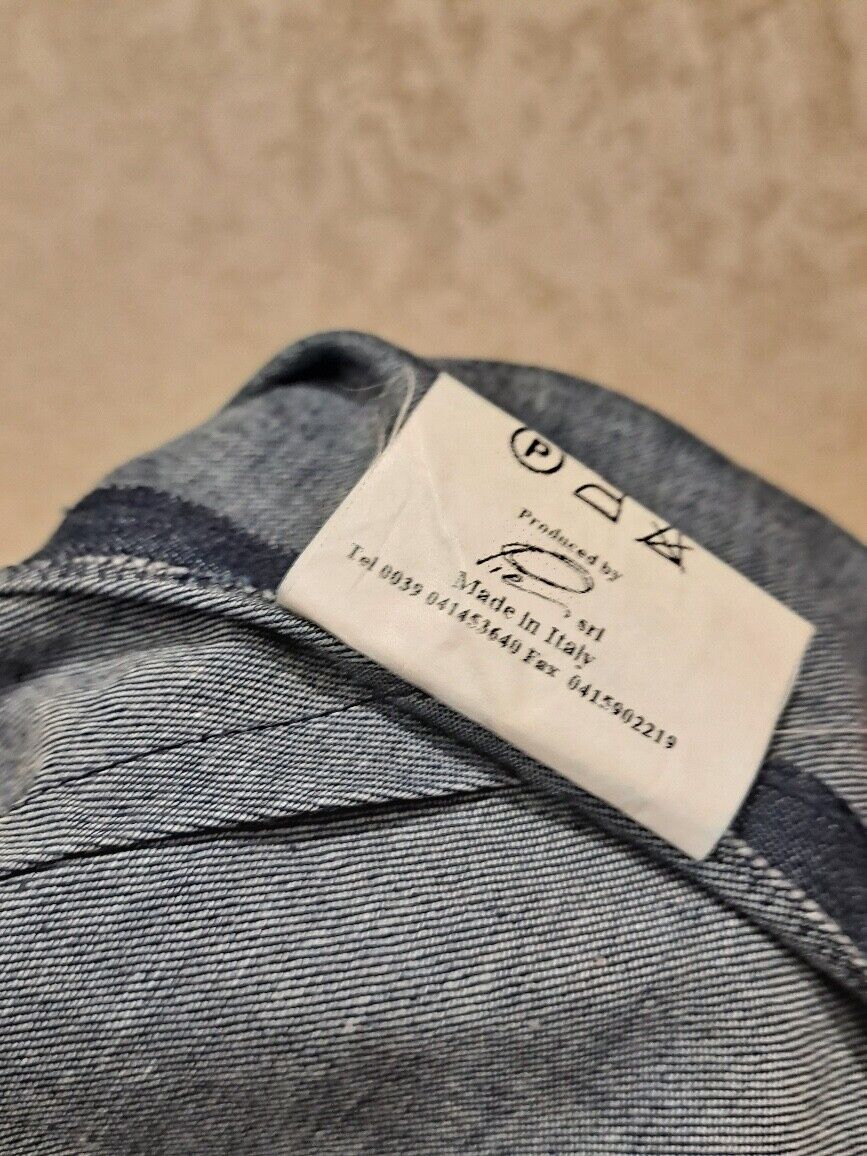 P
Produced by
srl
Made in Italy
Tel 0039 041453640 Fax 0415902219